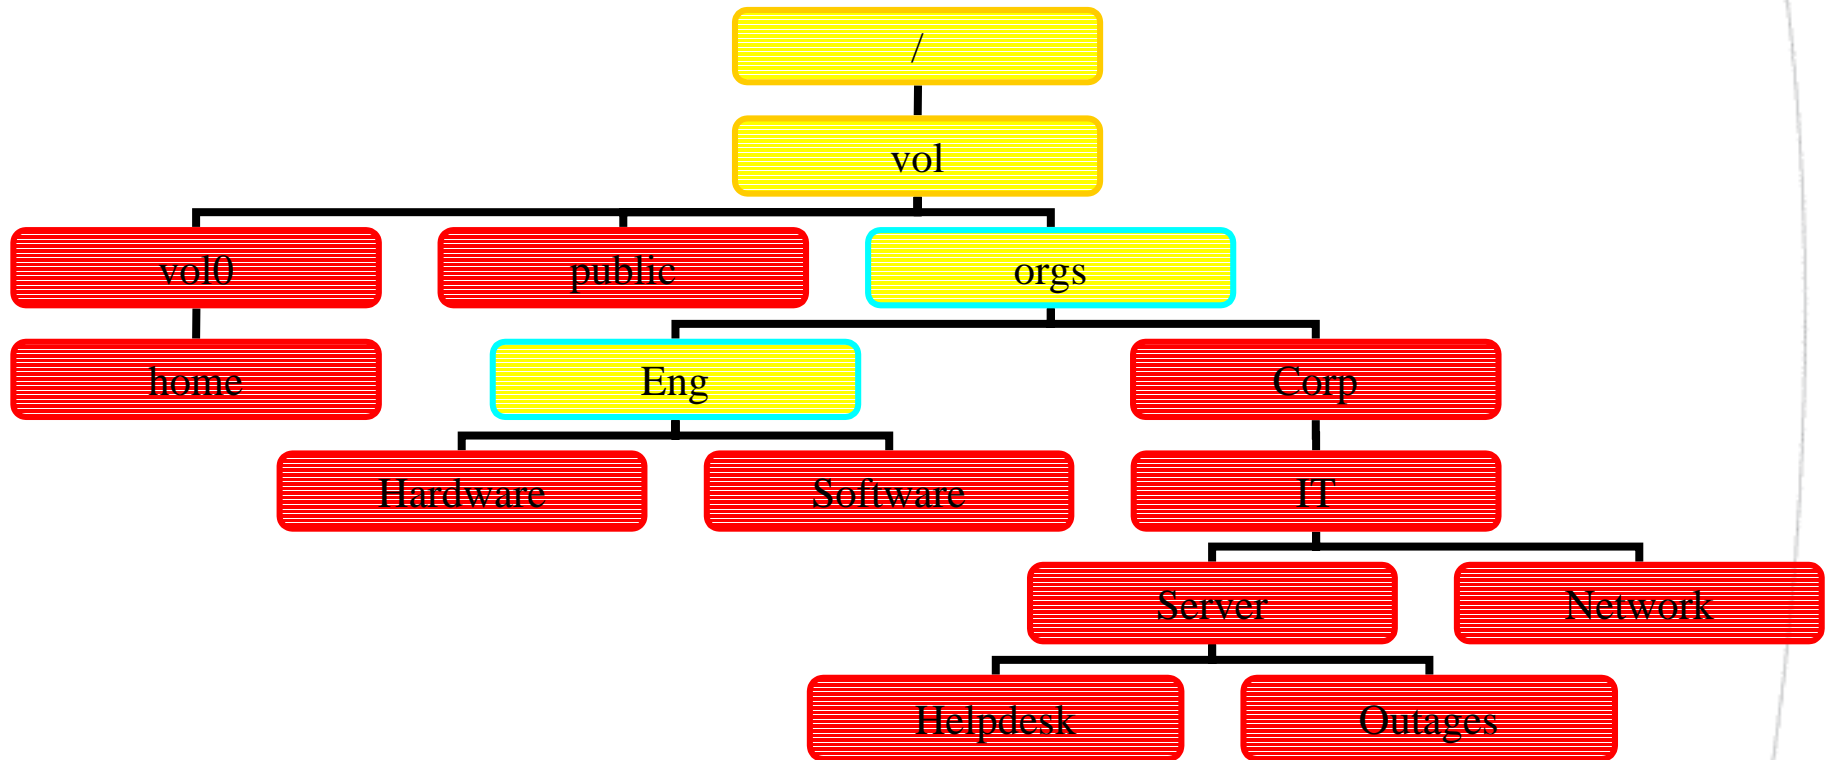 /
vol
vol0
public
orgs
home
Eng
Corp
Hardware
Software
IT
Server
Network
Helpdesk
Outages